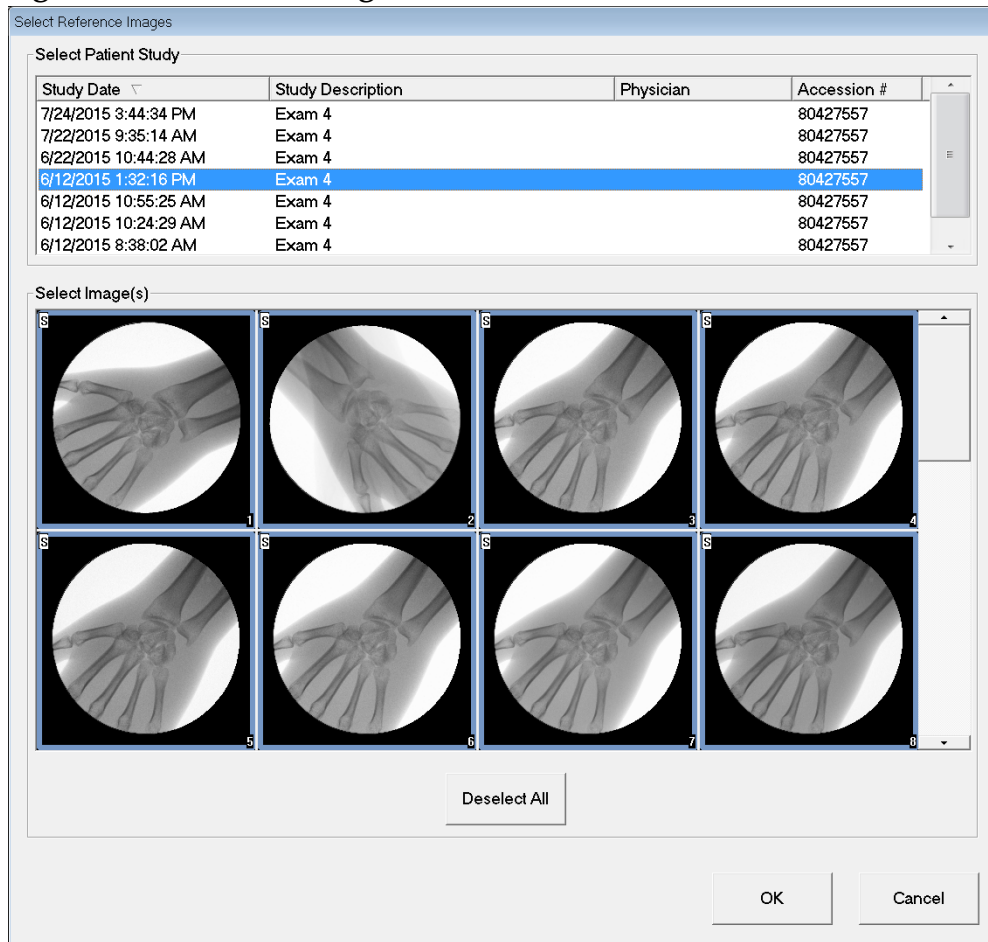 Select Reference Images
Select Patient Study
Study Date Study Description Physician Accession #
7/24/2015 3:44:34 PM Exam 4 80427557
7/22/2015 9:35:14 AM Exam 4 80427557
6/22/2015 10:44:28 AM Exam 4 80427557
6/12/2015 1:32:16 PM Exam 4 80427557
6/12/2015 10:55:25 AM Exam 4 80427557
6/12/2015 10:24:29 AM Exam 4 80427557
6/12/2015 8:38:02 AM Exam 4 80427557
Select Image(s)
S S S S
1 2 3 4
S S S S
5 6 7 8
Deselect All
OK Cancel